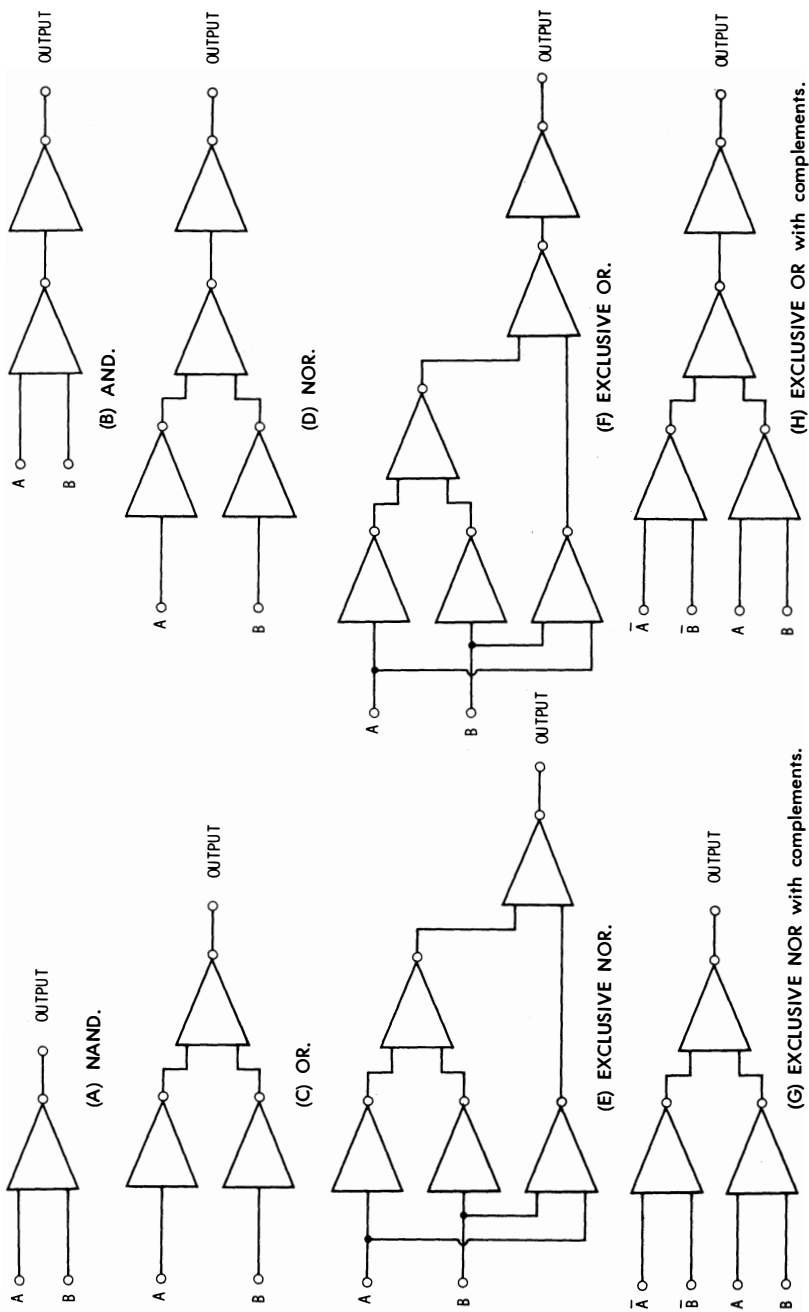 A
B
OUTPUT
(A) NAND.
A
B
OUTPUT
(B) AND.
A
B
OUTPUT
(C) OR.
A
B
OUTPUT
(D) NOR.
A
B
OUTPUT
(E) EXCLUSIVE NOR.
A
B
OUTPUT
(F) EXCLUSIVE OR.
A̅
B̅
A
B
OUTPUT
(G) EXCLUSIVE NOR with complements.
A̅
B̅
A
B
OUTPUT
(H) EXCLUSIVE OR with complements.